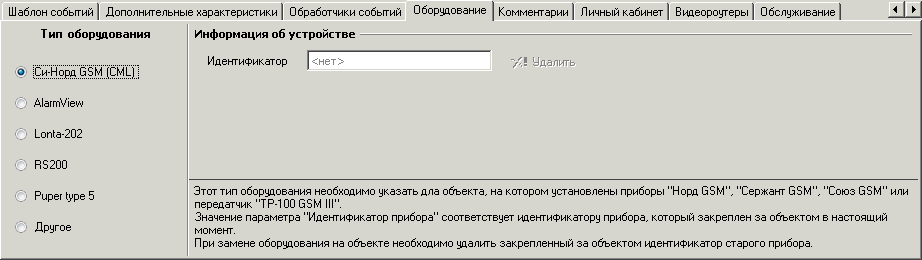 Шаблон событий Дополнительные характеристики Обработчики событий Оборудование Комментарии Личный кабинет Видеороутеры Обслуживание
Тип оборудования
Си-Норд GSM (CML)
AlarmView
Lonta-202
RS200
Puper type 5
Другое
Информация об устройстве
Идентификатор <нет> Удалить
Этот тип оборудования необходимо указать дла объекта, на котором установлены приборы "Норд GSM", "Сержант GSM", "Союз GSM" или
передатчик "TP-100 GSM III".
Значение параметра "Идентификатор прибора" соответствует идентификатору прибора, который закреплен за объектом в настоящий
момент.
При замене оборудования на объекте необходимо удалить закрепленный за объектом идентификатор старого прибора.